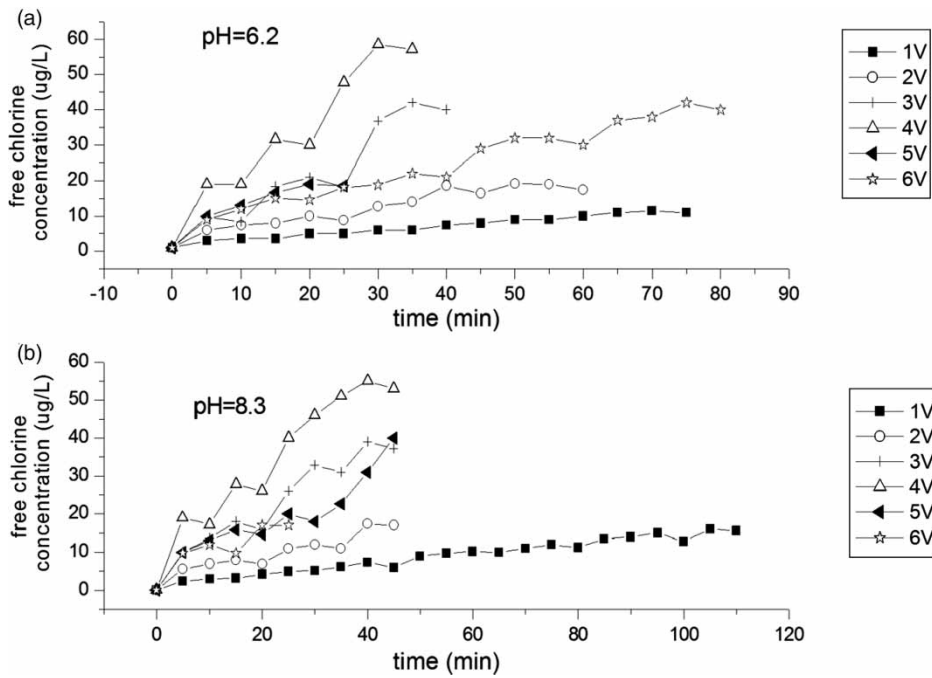 (a)
pH=6.2
free chlorine
concentration (ug/L)
60
50
40
30
20
10
0
-10
0
10
20
30
40
50
60
70
80
90
time (min)
1V
2V
3V
4V
5V
6V
(b)
pH=8.3
free chlorine
concentration (ug/L)
60
50
40
30
20
10
0
0
20
40
60
80
100
120
time (min)
1V
2V
3V
4V
5V
6V